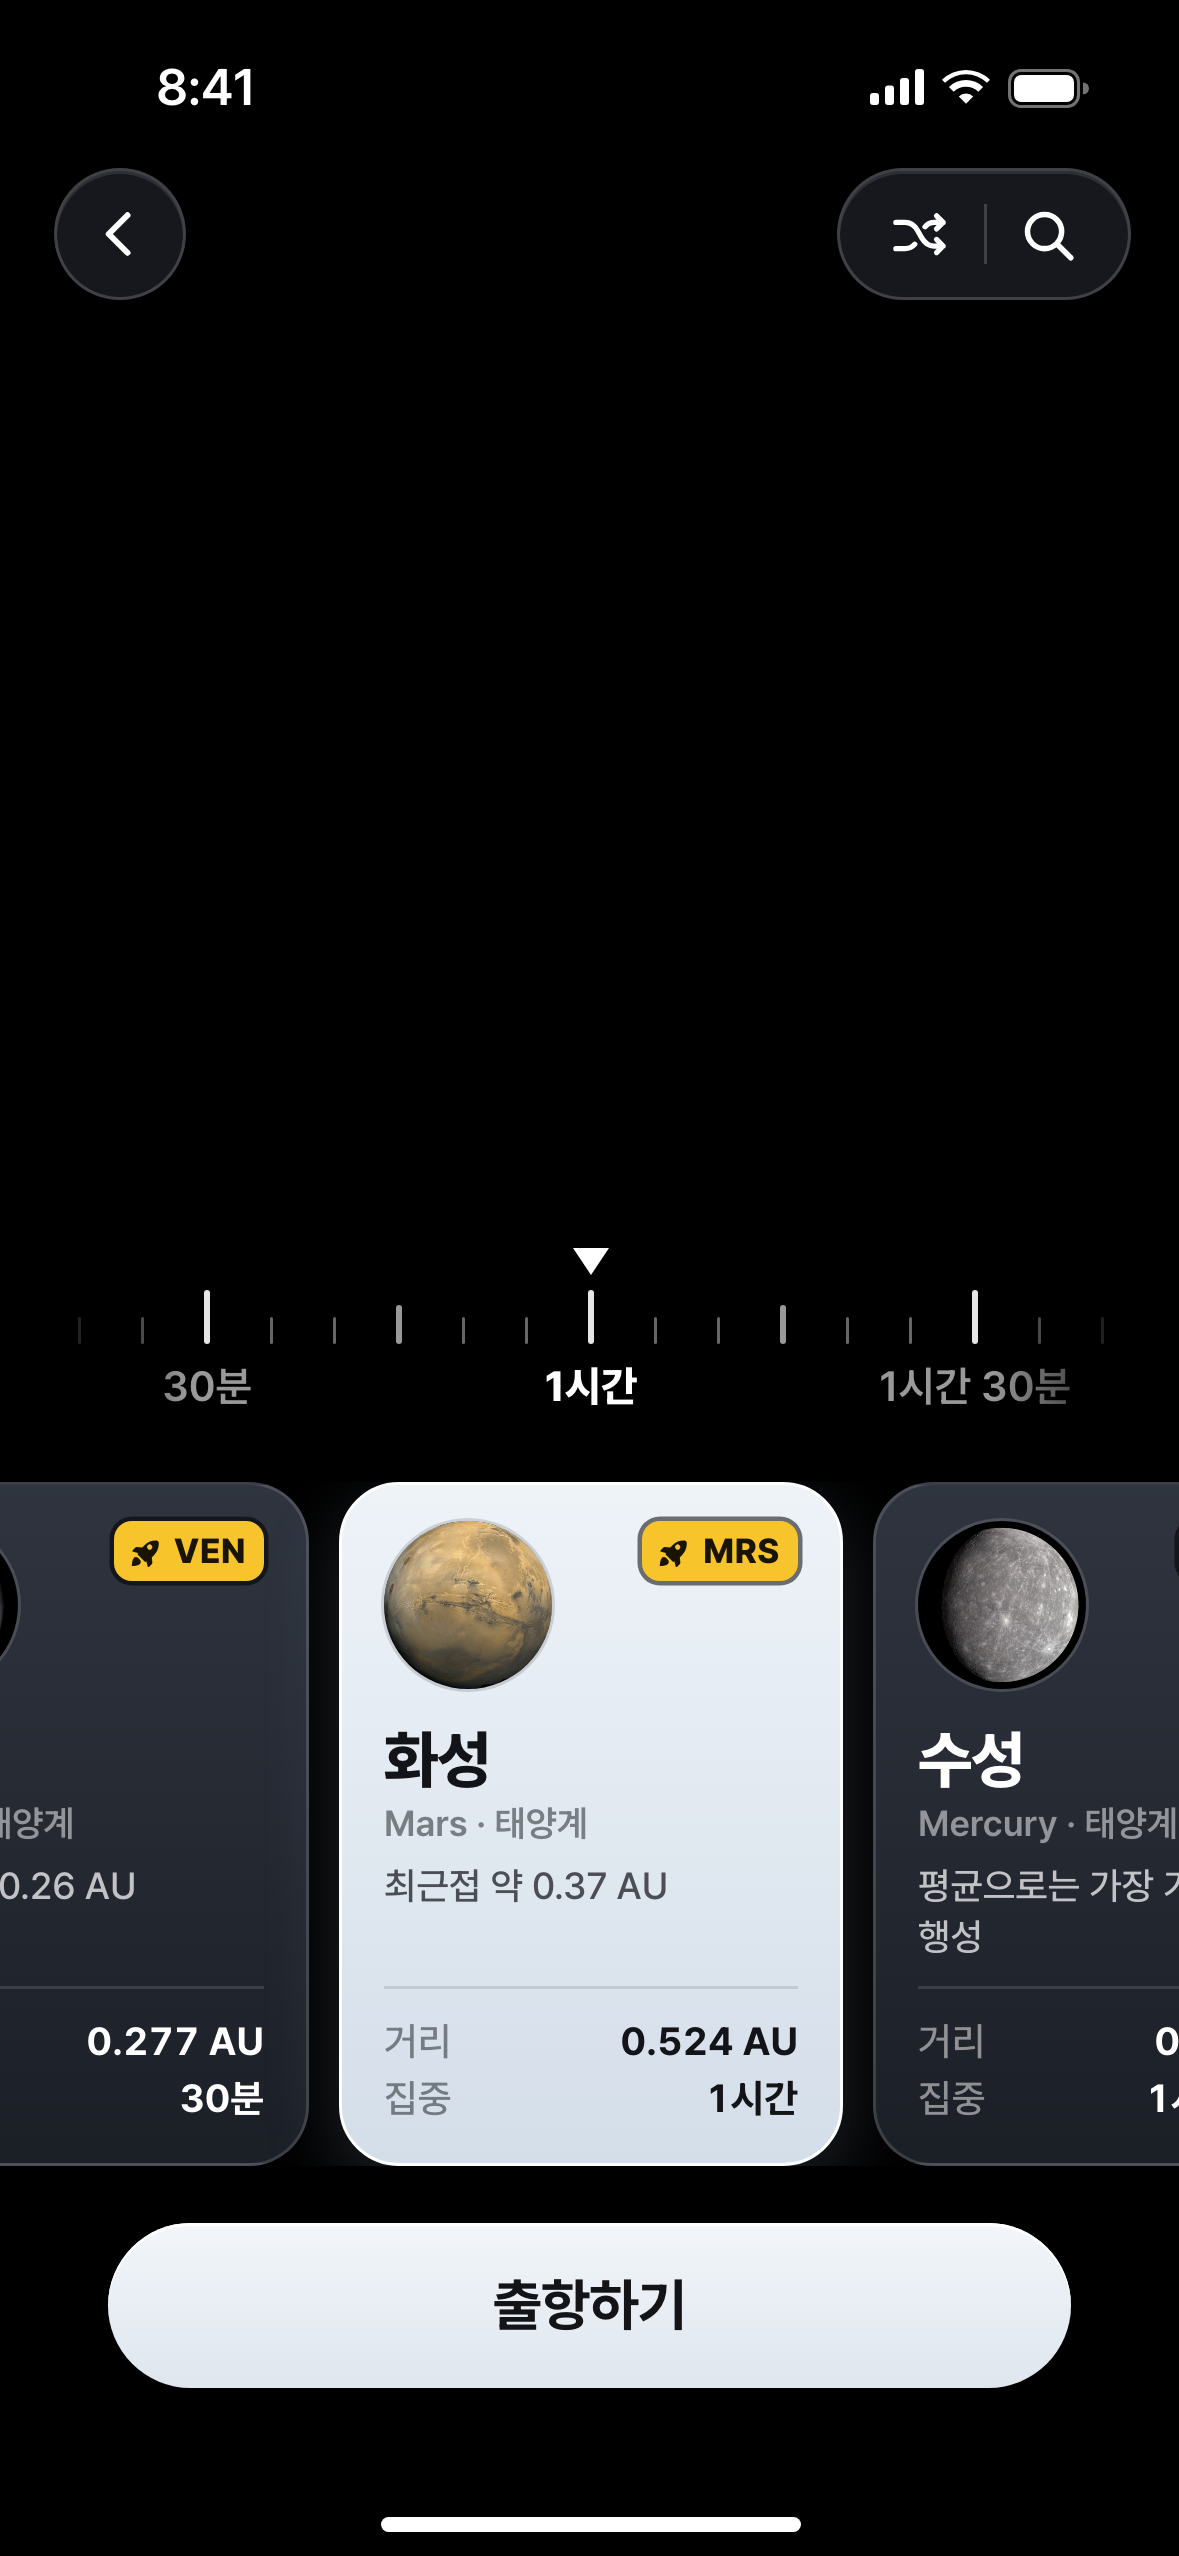 8:41
30분
1시간
1시간 30분
VEN
태양계
0.26 AU
0.277 AU
30분
MRS
화성
Mars · 태양계
최근접 약 0.37 AU
거리 0.524 AU
집중 1시간
수성
Mercury · 태양계
평균으로는 가장
행성
거리
집중
출항하기